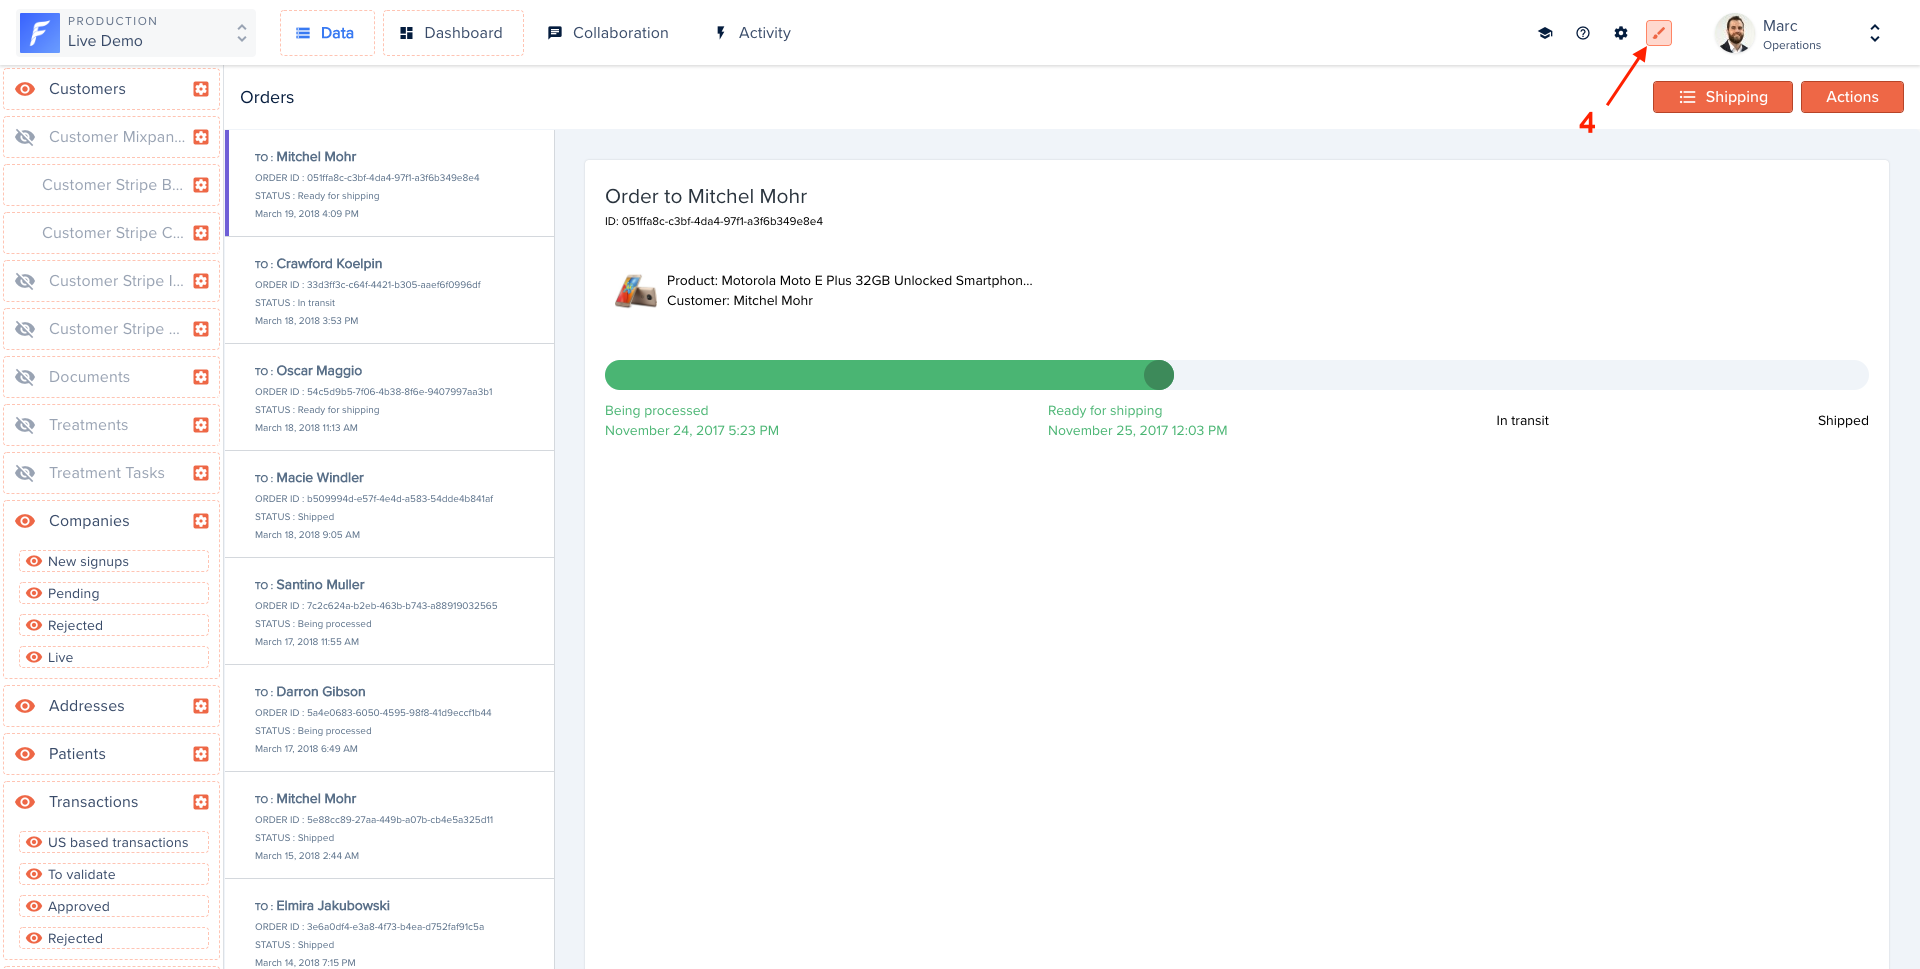 PRODUCTION
Live Demo
Data
Dashboard
Collaboration
Activity
Marc
Operations
4
Customers
Customer Mixpan...
Customer Stripe B...
Customer Stripe C...
Customer Stripe I...
Customer Stripe ...
Documents
Treatments
Treatment Tasks
Companies
New signups
Pending
Rejected
Live
Addresses
Patients
Transactions
US based transactions
To validate
Approved
Rejected
Orders
Shipping
Actions
TO : Mitchel Mohr
ORDER ID : 051ffa8c-c3bf-4da4-97f1-a3f6b349e8e4
STATUS : Ready for shipping
March 19, 2018 4:09 PM
TO : Crawford Koelpin
ORDER ID : 33d3ff3c-c64f-4421-b305-aaef6f0996df
STATUS : In transit
March 18, 2018 3:53 PM
TO : Oscar Maggio
ORDER ID : 54c5d9b5-7f06-4b38-8f6e-9407997aa3b1
STATUS : Ready for shipping
March 18, 2018 11:13 AM
TO : Macie Windler
ORDER ID : b509994d-e57f-4e4d-a583-54dde4b841af
STATUS : Shipped
March 18, 2018 9:05 AM
TO : Santino Muller
ORDER ID : 7c2c624a-b2eb-463b-b743-a88919032565
STATUS : Being processed
March 17, 2018 11:55 AM
TO : Darron Gibson
ORDER ID : 5a4e0683-6050-4595-98f8-41d9eccf1b44
STATUS : Being processed
March 17, 2018 6:49 AM
TO : Mitchel Mohr
ORDER ID : 5e88cc89-27aa-449b-a07b-cb4e5a325d11
STATUS : Shipped
March 15, 2018 2:44 AM
TO : Elmira Jakubowski
ORDER ID : 3e6a0df4-e3a8-4f73-b4ea-d752faf91c5a
STATUS : Shipped
March 14, 2018 7:15 PM
Order to Mitchel Mohr
ID: 051ffa8c-c3bf-4da4-97f1-a3f6b349e8e4
Product: Motorola Moto E Plus 32GB Unlocked Smartphon...
Customer: Mitchel Mohr
Being processed
November 24, 2017 5:23 PM
Ready for shipping
November 25, 2017 12:03 PM
In transit
Shipped